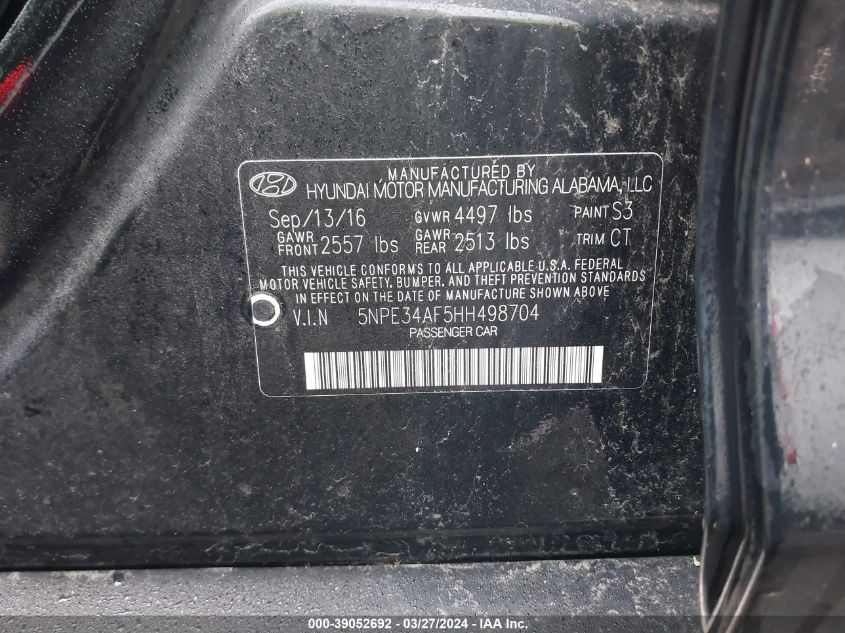 MANUFACTURED BY
HYUNDAI MOTOR MANUFACTURING ALABAMA, LLC
Sep/13/16 GVWR 4497 lbs PAINT S3
GAWR FRONT 2557 lbs GAWR REAR 2513 lbs TRIM CT
THIS VEHICLE CONFORMS TO ALL APPLICABLE U.S.A. FEDERAL
MOTOR VEHICLE SAFETY, BUMPER, AND THEFT PREVENTION STANDARDS
IN EFFECT ON THE DATE OF MANUFACTURE SHOWN ABOVE
V.I.N 5NPE34AF5HH498704
PASSENGER CAR
000-39052692 - 03/27/2024 - IAA, Inc.